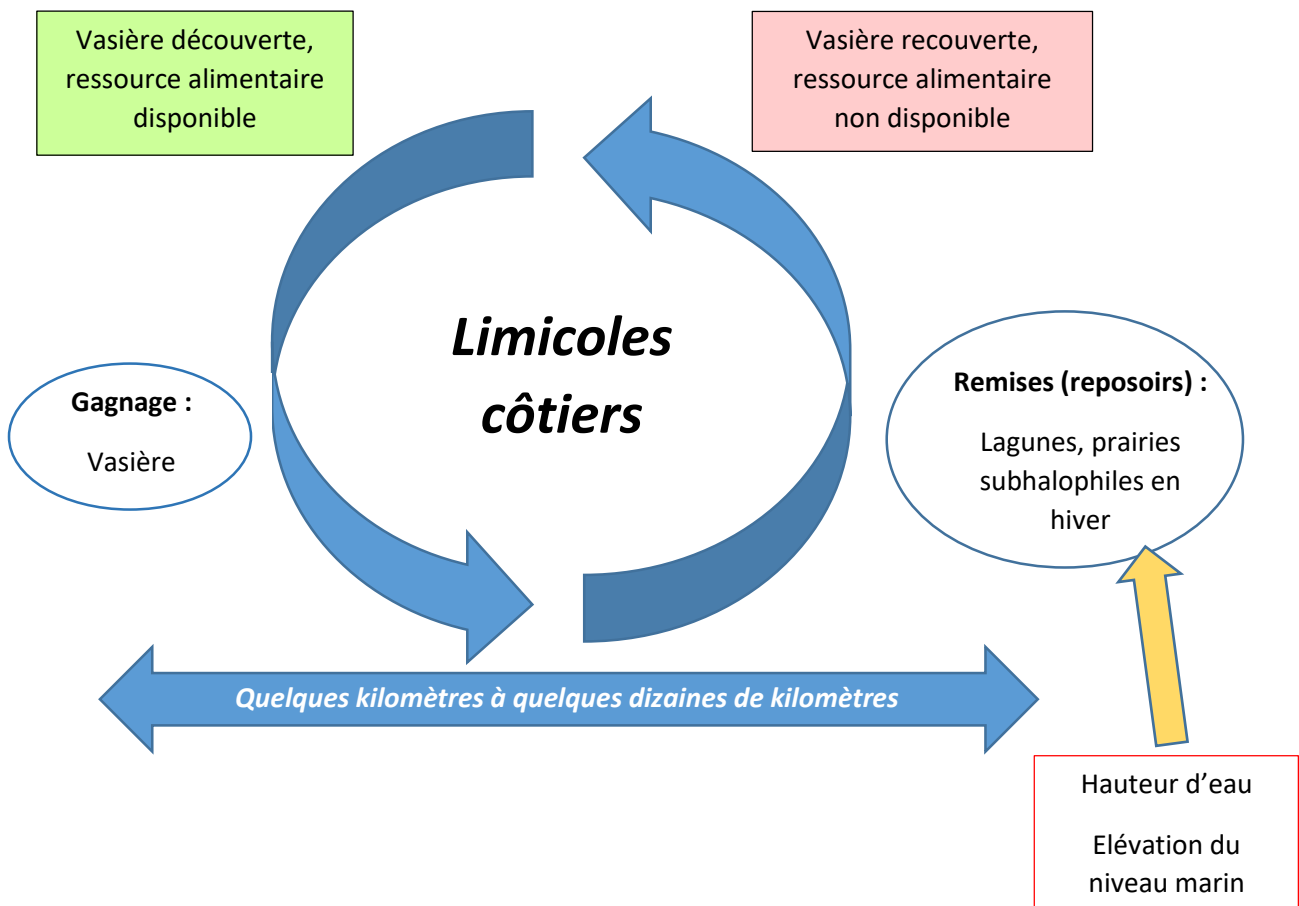 Vasière découverte,
ressource alimentaire
disponible
Vasière recouverte,
ressource alimentaire
non disponible
Limicoles
côtiers
Gagnage :
Vasière
Remises (reposoirs) :
Lagunes, prairies
subhalophiles en
hiver
Quelques kilomètres à quelques dizaines de kilomètres
Hauteur d’eau
Elévation du
niveau marin